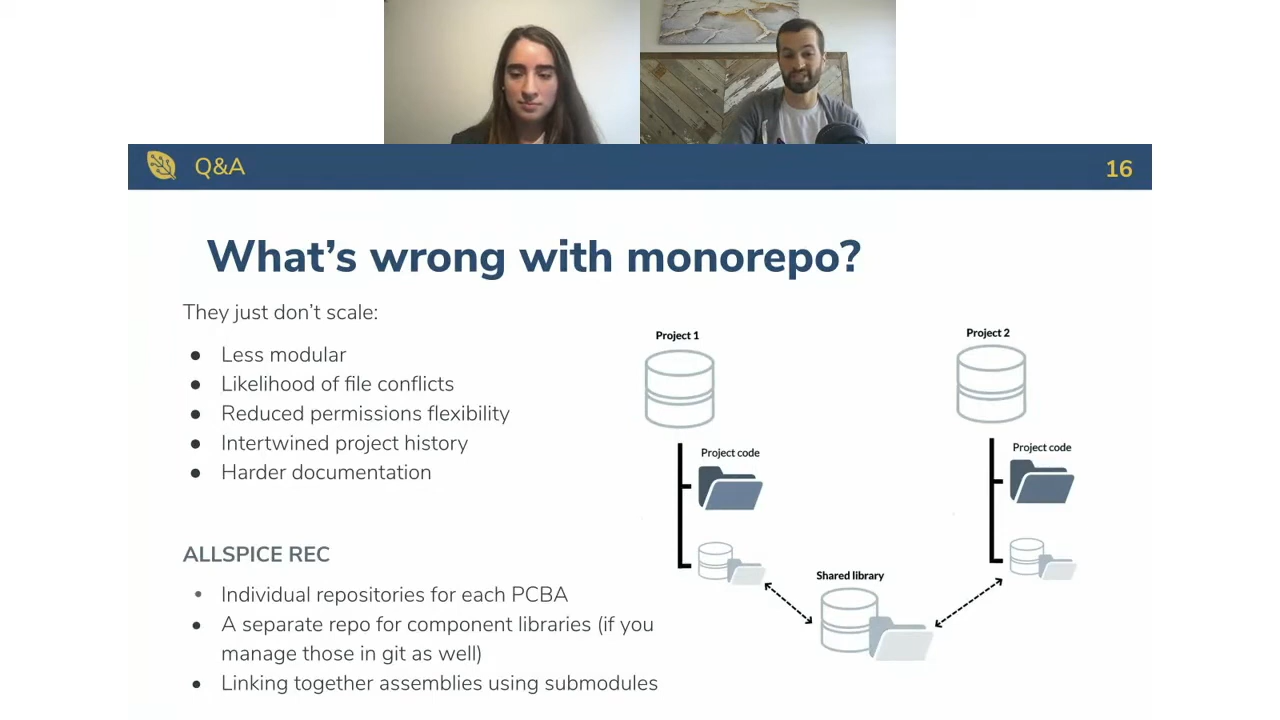 Q&A
16
What's wrong with monorepo?
They just don't scale:
● Less modular
● Likelihood of file conflicts
● Reduced permissions flexibility
● Intertwined project history
● Harder documentation
ALLSPICE REC
• Individual repositories for each PCBA
• A separate repo for component libraries (if you
manage those in git as well)
• Linking together assemblies using submodules
Project 1
Project 2
Project code
Project code
Shared library